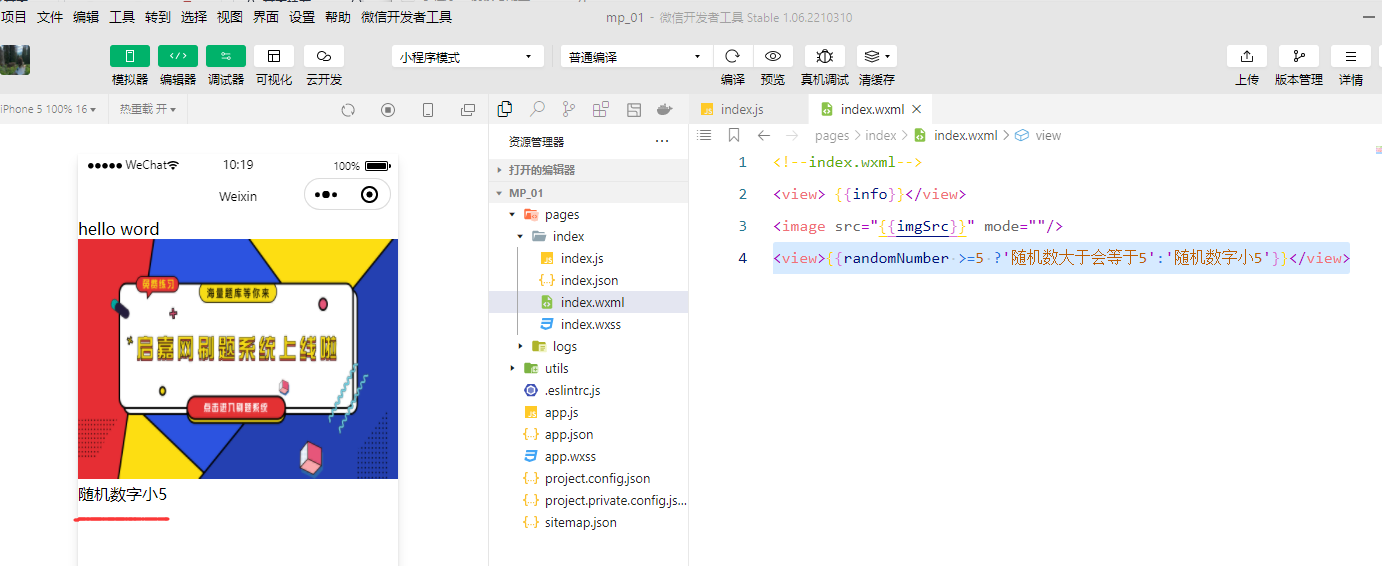 项目 文件 编辑 工具 转到 选择 视图 界面 设置 帮助 微信开发者工具
mp_01 - 微信开发者工具 Stable 1.06.2210310
小程序模式
普通编译
模拟器 编辑器 调试器 可视化 云开发
编译 预览 真机调试 清缓存
上传 版本管理 详情
iPhone 5 100% 16
热重载 开
WeChat
10:19
100%
Weixin
hello word
弱商练习
海量题库等你来
启嘉网刷题系统上线啦
点击进入刷题系统
随机数字小5
资源管理器
打开的编辑器
MP_01
pages
index
index.js
index.json
index.wxml
index.wxss
logs
utils
.eslintrc.js
app.js
app.json
app.wxss
project.config.json
project.private.config.js...
sitemap.json
index.js
index.wxml
pages > index > index.wxml > view
1 <!--index.wxml-->
2 <view> {{info}}</view>
3 <image src="{{imgSrc}}" mode=""/>
4 <view>{{randomNumber >=5 ?'随机数大于会等于5':'随机数字小5'}}</view>